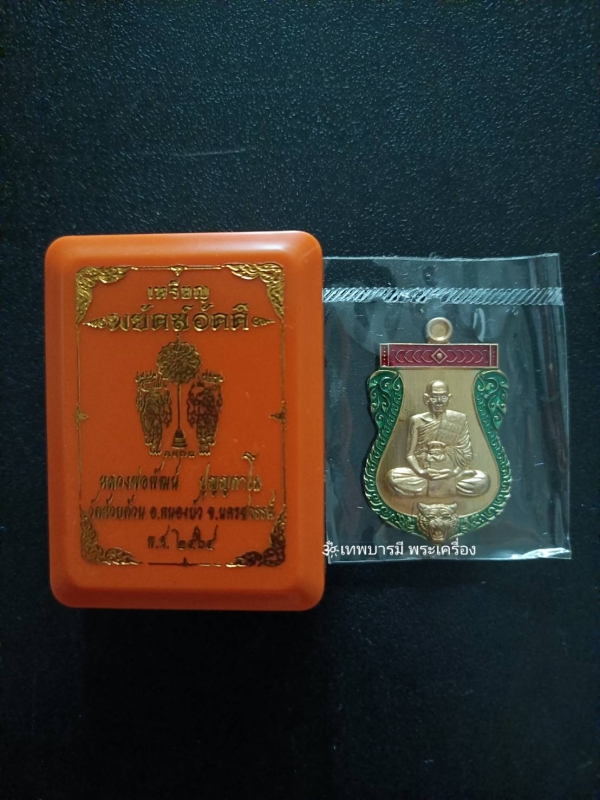 เหรียญ
พยัคฆ์อัคคี
หลวงพ่อพัฒน์ ปุญฺญกาโม
วัดห้วยด้วน อ.หนองบัว จ.นครสวรรค์
พ.ศ. ๒๕๖๔
ॐเทพบารมี พระเครื่อง